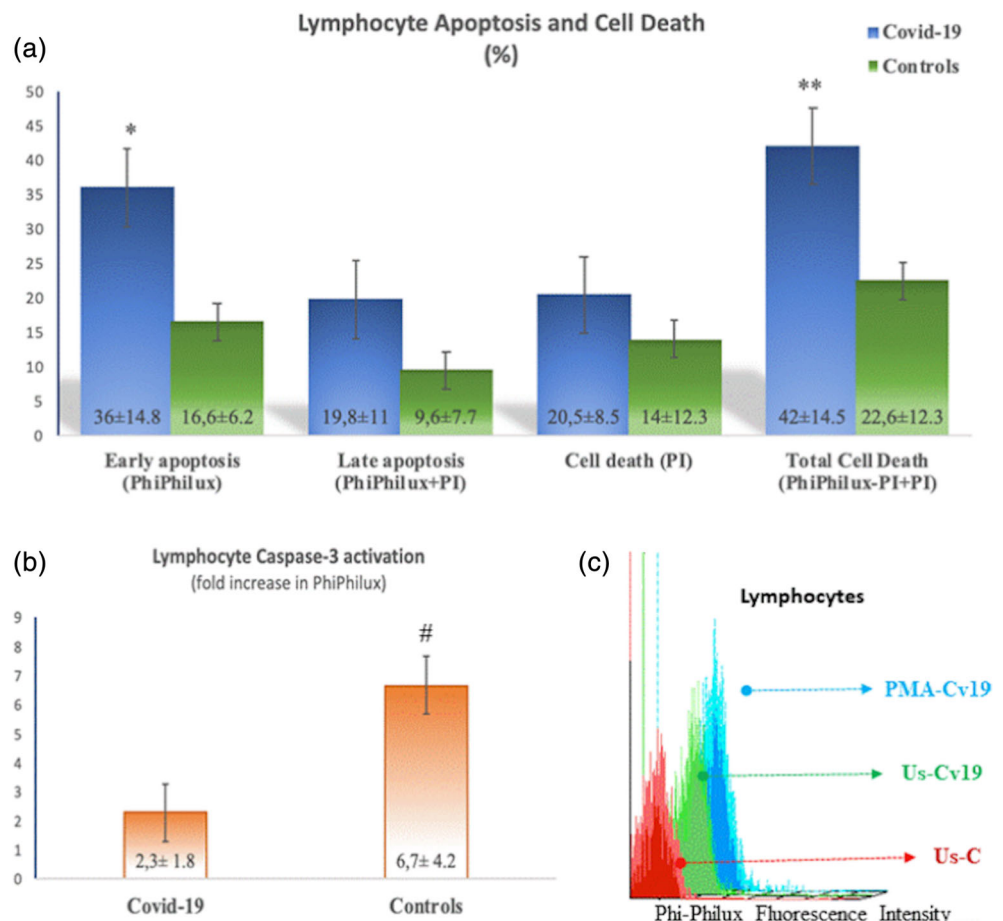 (a)
Lymphocyte Apoptosis and Cell Death
(%)
Covid-19
Controls
50
45
40
35
30
25
20
15
10
5
0
*
**
36±14.8
16,6±6.2
19,8±11
9,6±7.7
20,5±8.5
14±12.3
42±14.5
22,6±12.3
Early apoptosis
(PhiPhilux)
Late apoptosis
(PhiPhilux+PI)
Cell death (PI)
Total Cell Death
(PhiPhilux-PI+PI)
(b)
Lymphocyte Caspase-3 activation
(fold increase in PhiPhilux)
9
8
7
6
5
4
3
2
1
0
#
2,3± 1.8
6,7± 4.2
Covid-19
Controls
(c)
Lymphocytes
PMA-Cv19
Us-Cv19
Us-C
Phi-Philux Fluorescence Intensity